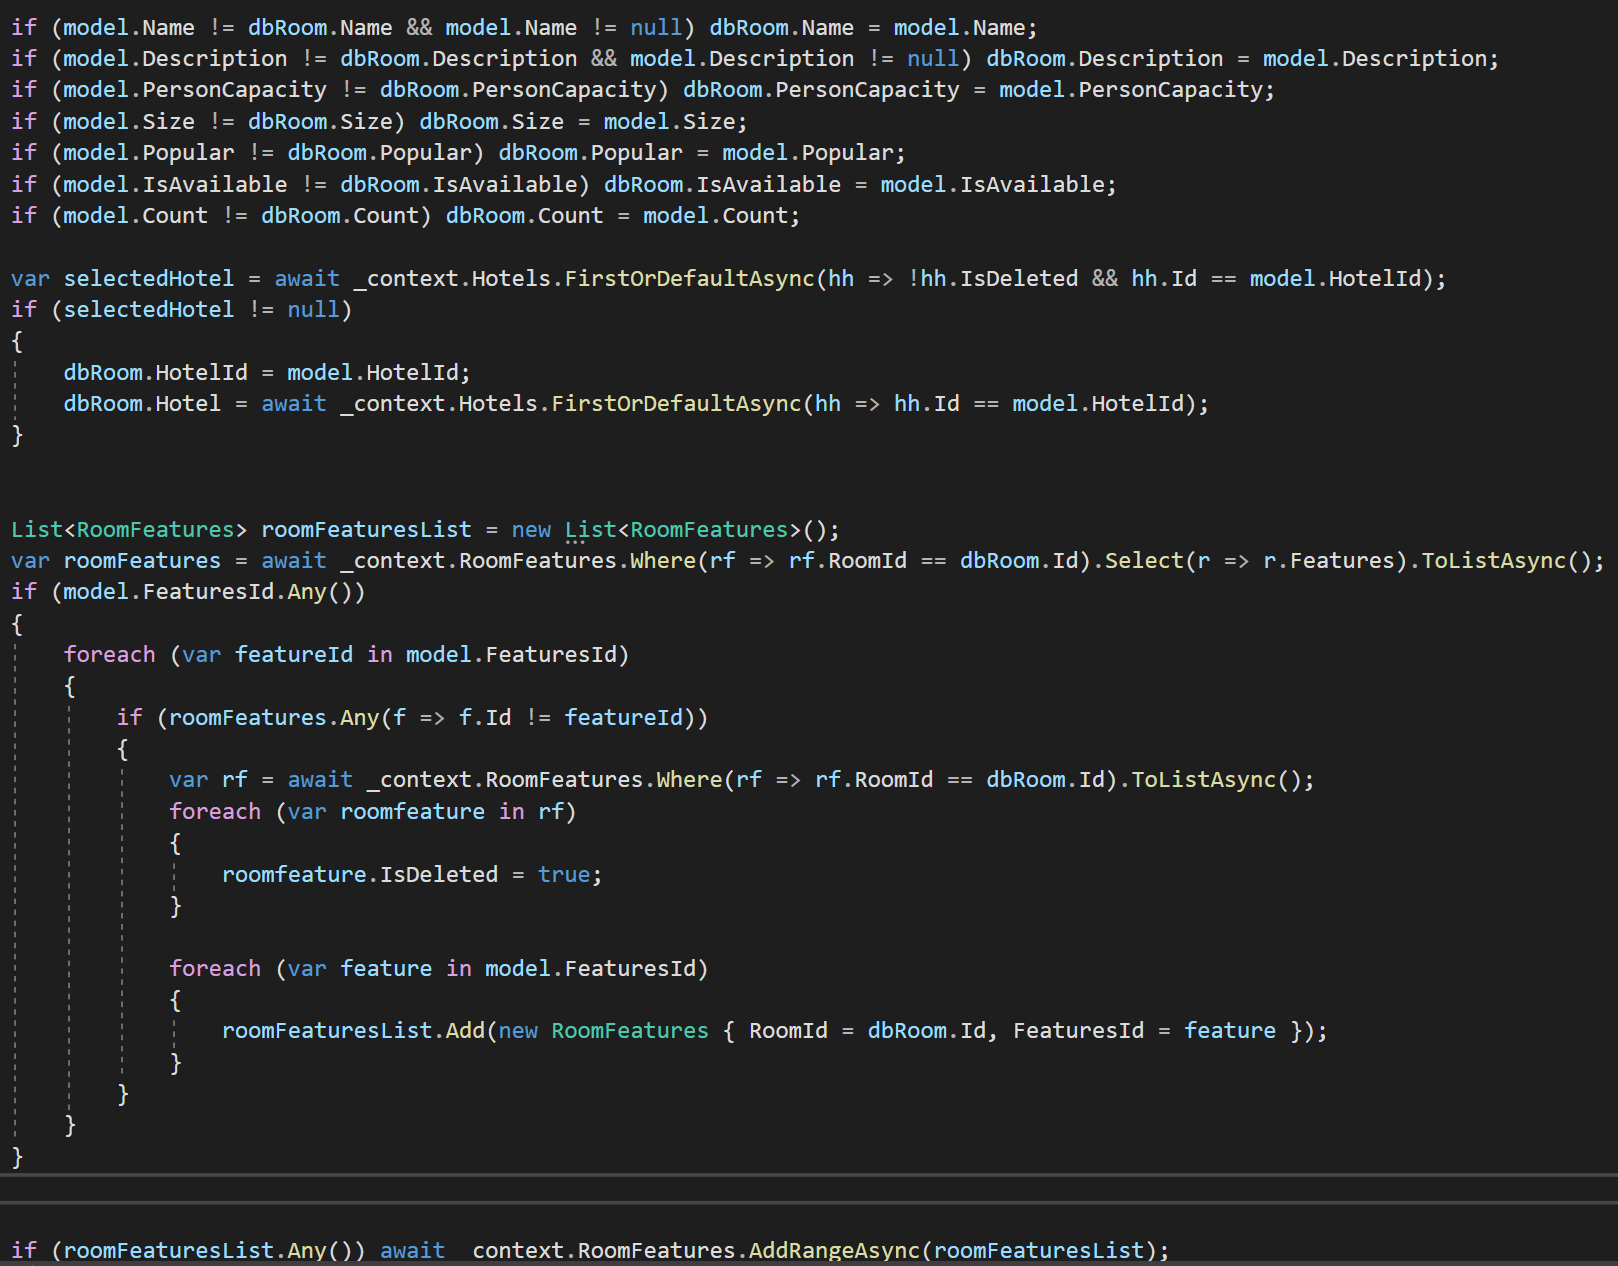 if (model.Name != dbRoom.Name && model.Name != null) dbRoom.Name = model.Name;
if (model.Description != dbRoom.Description && model.Description != null) dbRoom.Description = model.Description;
if (model.PersonCapacity != dbRoom.PersonCapacity) dbRoom.PersonCapacity = model.PersonCapacity;
if (model.Size != dbRoom.Size) dbRoom.Size = model.Size;
if (model.Popular != dbRoom.Popular) dbRoom.Popular = model.Popular;
if (model.IsAvailable != dbRoom.IsAvailable) dbRoom.IsAvailable = model.IsAvailable;
if (model.Count != dbRoom.Count) dbRoom.Count = model.Count;
var selectedHotel = await _context.Hotels.FirstOrDefaultAsync(hh => !hh.IsDeleted && hh.Id == model.HotelId);
if (selectedHotel != null)
{
dbRoom.HotelId = model.HotelId;
dbRoom.Hotel = await _context.Hotels.FirstOrDefaultAsync(hh => hh.Id == model.HotelId);
}
List<RoomFeatures> roomFeaturesList = new List<RoomFeatures>();
var roomFeatures = await _context.RoomFeatures.Where(rf => rf.RoomId == dbRoom.Id).Select(r => r.Features).ToListAsync();
if (model.FeaturesId.Any())
{
foreach (var featureId in model.FeaturesId)
{
if (roomFeatures.Any(f => f.Id != featureId))
{
var rf = await _context.RoomFeatures.Where(rf => rf.RoomId == dbRoom.Id).ToListAsync();
foreach (var roomfeature in rf)
{
roomfeature.IsDeleted = true;
}
foreach (var feature in model.FeaturesId)
{
roomFeaturesList.Add(new RoomFeatures { RoomId = dbRoom.Id, FeaturesId = feature });
}
}
}
}
if (roomFeaturesList.Any()) await context.RoomFeatures.AddRangeAsync(roomFeaturesList);